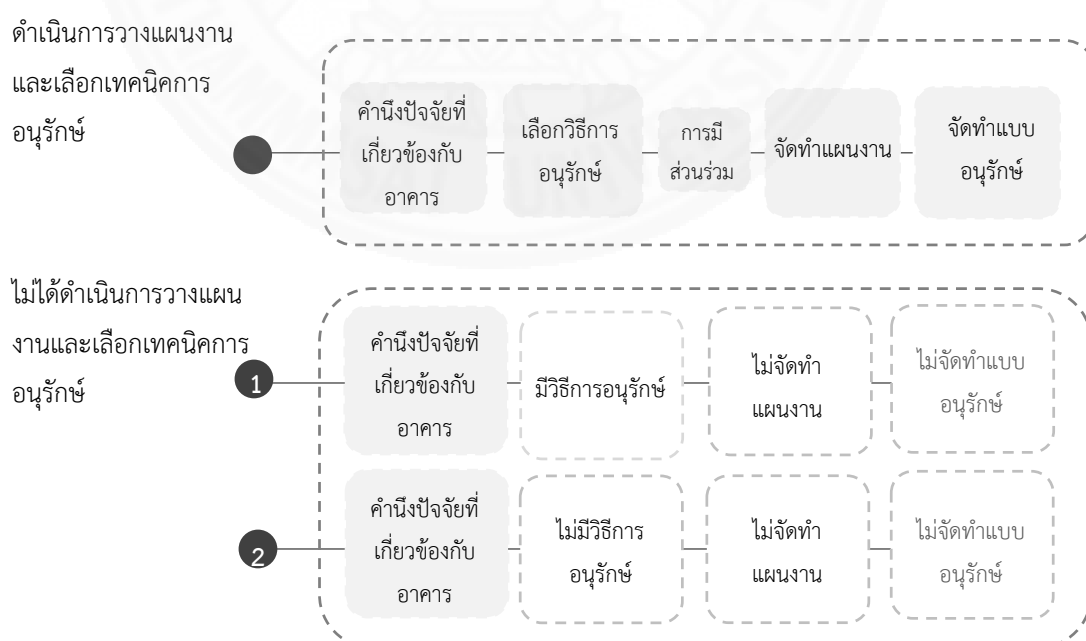 ดำเนินการวางแผนงาน
และเลือกเทคนิคการ
อนุรักษ์
คำนึงปัจจัยที่
เกี่ยวข้องกับ
อาคาร
เลือกวิธีการ
อนุรักษ์
การมี
ส่วนร่วม
จัดทำแผนงาน
จัดทำแบบ
อนุรักษ์
ไม่ได้ดำเนินการวางแผน
งานและเลือกเทคนิคการ
อนุรักษ์
1
คำนึงปัจจัยที่
เกี่ยวข้องกับ
อาคาร
มีวิธีการอนุรักษ์
ไม่จัดทำ
แผนงาน
ไม่จัดทำแบบ
อนุรักษ์
2
คำนึงปัจจัยที่
เกี่ยวข้องกับ
อาคาร
ไม่มีวิธีการ
อนุรักษ์
ไม่จัดทำ
แผนงาน
ไม่จัดทำแบบ
อนุรักษ์